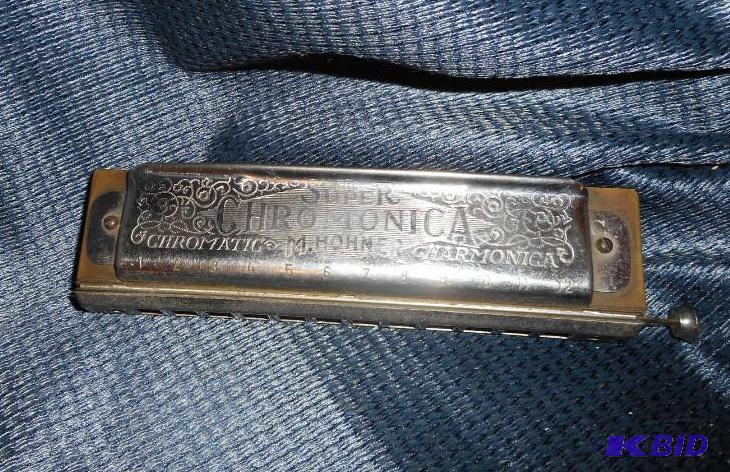 SUPER
CHROMONICA
CHROMATIC M. HOHNER HARMONICA
1 2 3 4 5 6 7 8 9 10 11 12
KBID